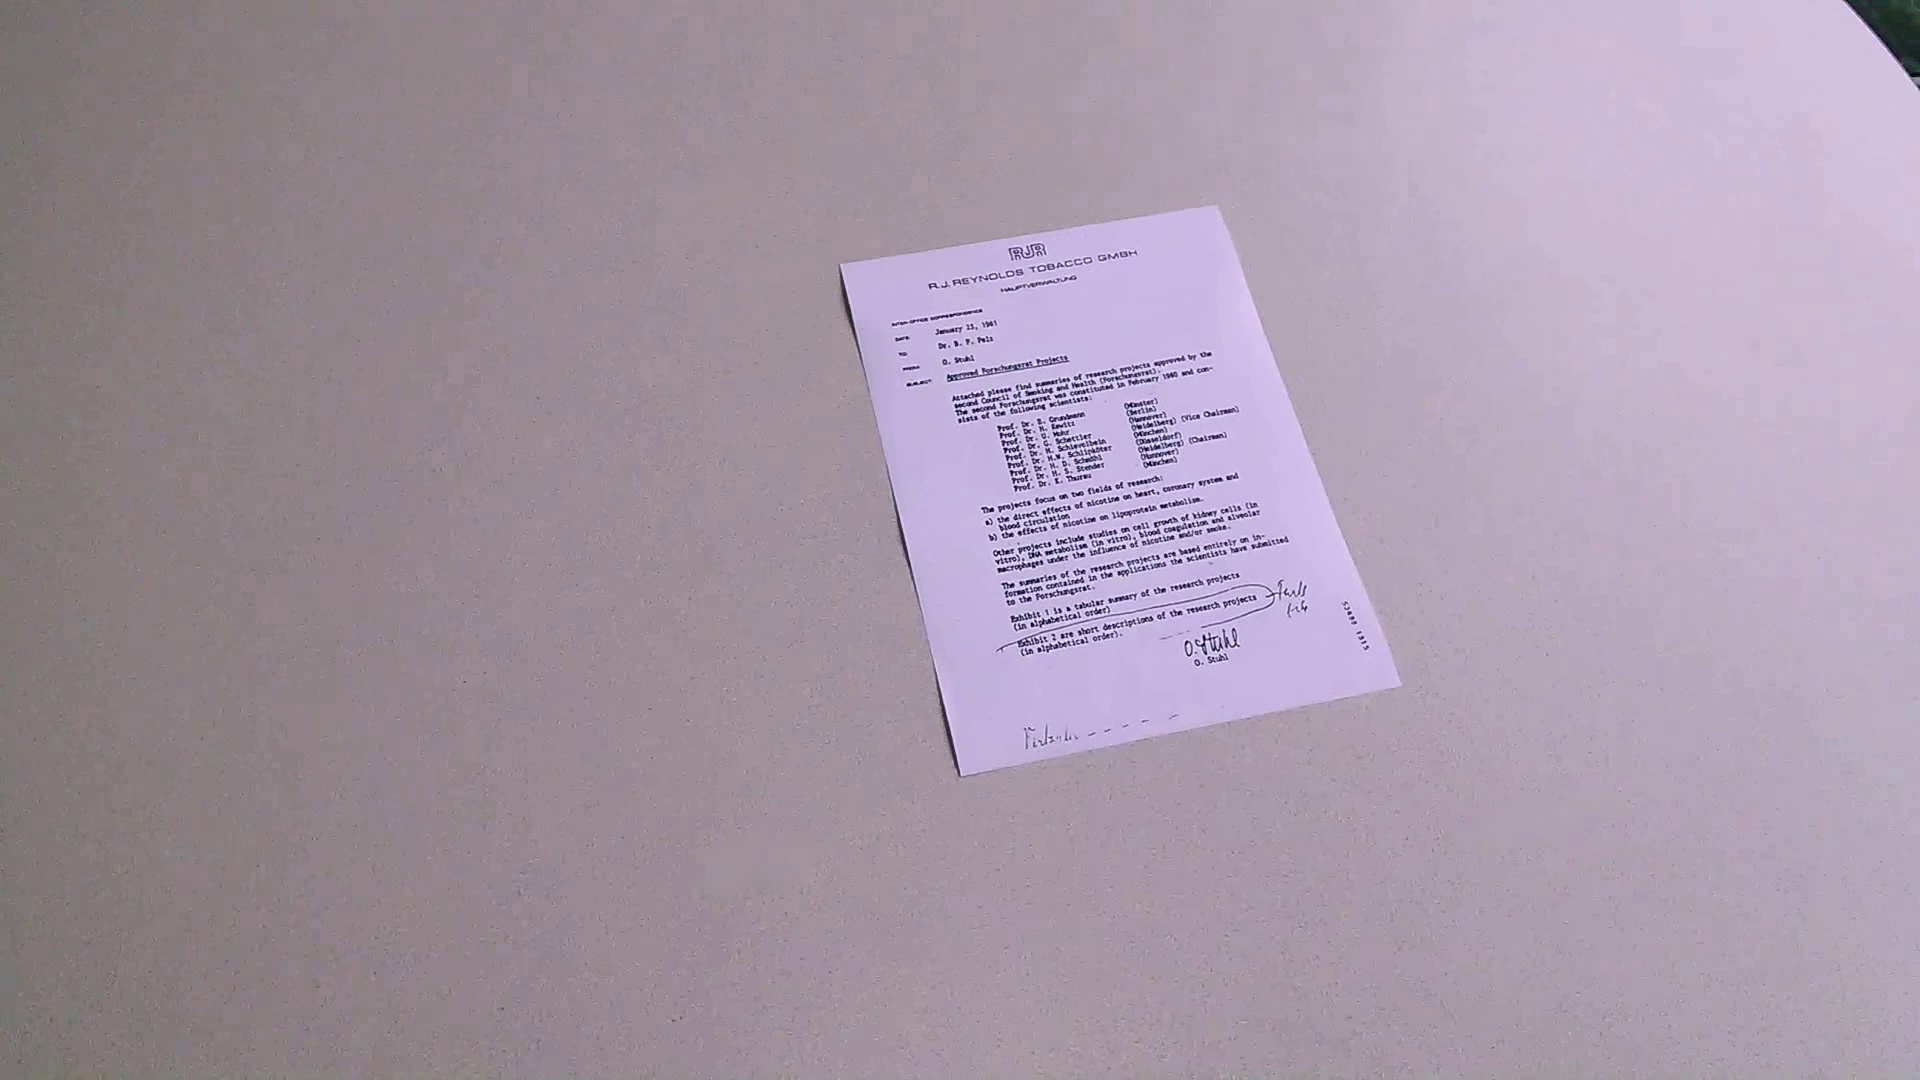 RJR
R.J. REYNOLDS TOBACCO GMBH
HAUPTVERWALTUNG
INTER-OFFICE CORRESPONDENCE
DATE: January 23, 1981
TO: Dr. B. F. Pelz
FROM: O. Stuhl
SUBJECT: Approved Forschungsrat Projects
Attached please find summaries of research projects approved by the
second Council of Smoking and Health (Forschungsrat).
The second Forschungsrat was constituted in February 1980 and con-
sists of the following scientists:
Prof. Dr. E. Grundmann (Münster)
Prof. Dr. H. Kewitz (Berlin)
Prof. Dr. U. Mohr (Hannover)
Prof. Dr. G. Schettler (Heidelberg) (Vice Chairman)
Prof. Dr. H. Schievelbein (München)
Prof. Dr. H.W. Schlipköter (Düsseldorf)
Prof. Dr. H. D. Schmähl (Heidelberg) (Chairman)
Prof. Dr. H. S. Stender (Hannover)
Prof. Dr. K. Thurau (München)
The projects focus on two fields of research:
a) the direct effects of nicotine on heart, coronary system and
blood circulation
b) the effects of nicotine on lipoprotein metabolism.
Other projects include studies on cell growth of kidney cells (in
vitro), DNA metabolism (in vitro), blood coagulation and alveolar
macrophages under the influence of nicotine and/or smoke.
The summaries of the research projects are based entirely on in-
formation contained in the applications the scientists have submitted
to the Forschungsrat.
Exhibit 1 is a tabular summary of the research projects
(in alphabetical order)
Exhibit 2 are short descriptions of the research projects
(in alphabetical order).
O. Stuhl
O. Stuhl